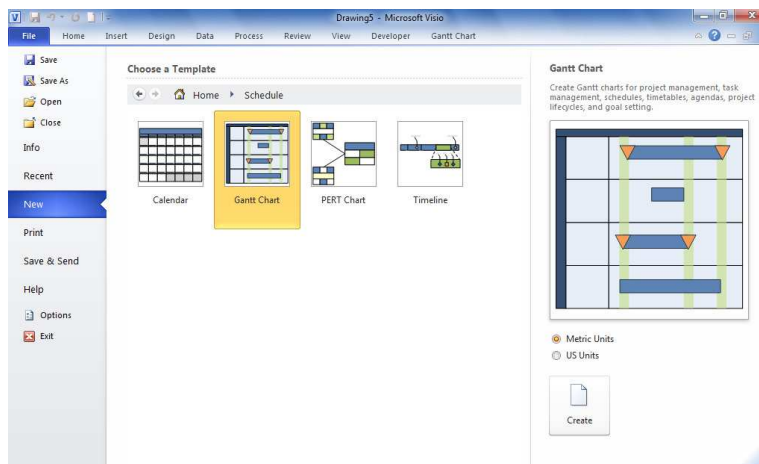 Drawing5 - Microsoft Visio
File Home Insert Design Data Process Review View Developer Gantt Chart
Save
Save As
Open
Close
Info
Recent
New
Print
Save & Send
Help
Options
Exit
Choose a Template
Home Schedule
Calendar Gantt Chart PERT Chart Timeline
Gantt Chart
Create Gantt charts for project management, task
management, schedules, timetables, agendas, project
lifecycles, and goal setting.
Metric Units
US Units
Create